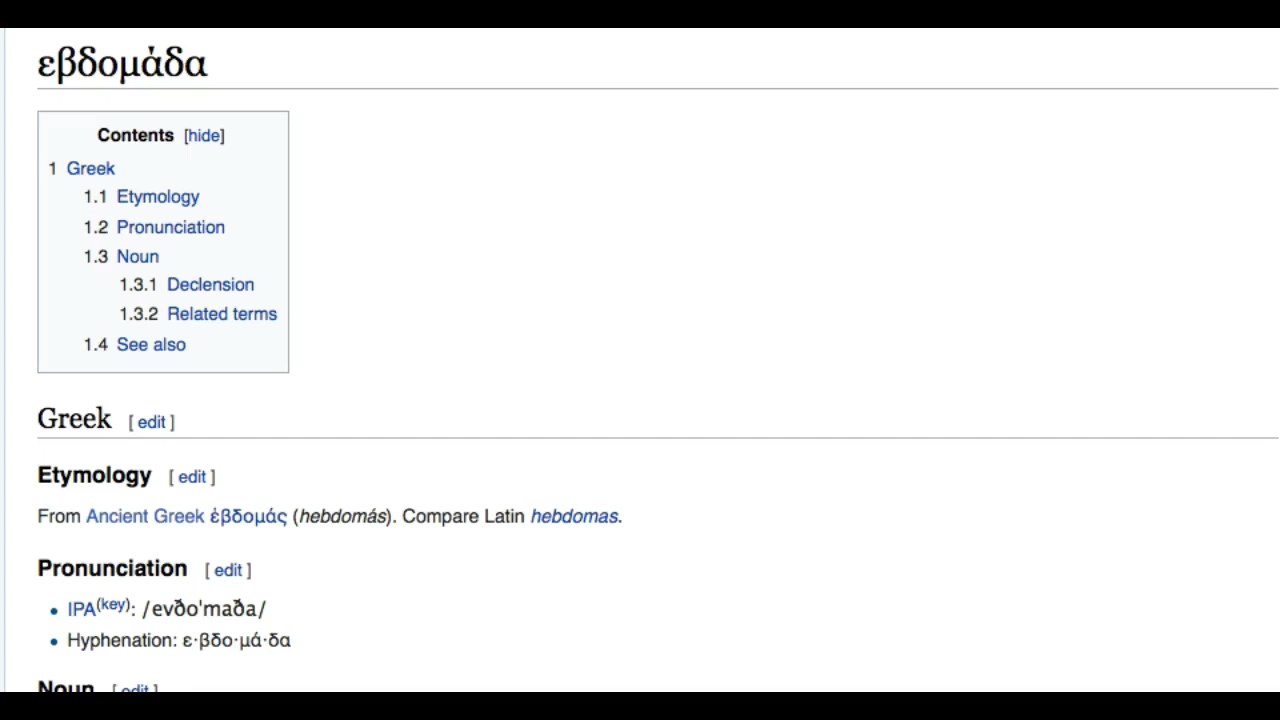 εβδομάδα
Contents [hide]
1 Greek
1.1 Etymology
1.2 Pronunciation
1.3 Noun
1.3.1 Declension
1.3.2 Related terms
1.4 See also
Greek [ edit ]
Etymology [ edit ]
From Ancient Greek ἑβδομάς (hebdomás). Compare Latin hebdomas.
Pronunciation [ edit ]
• IPA(key): /evðoˈmaða/
• Hyphenation: ε·βδο·μά·δα
Noun [ edit ]